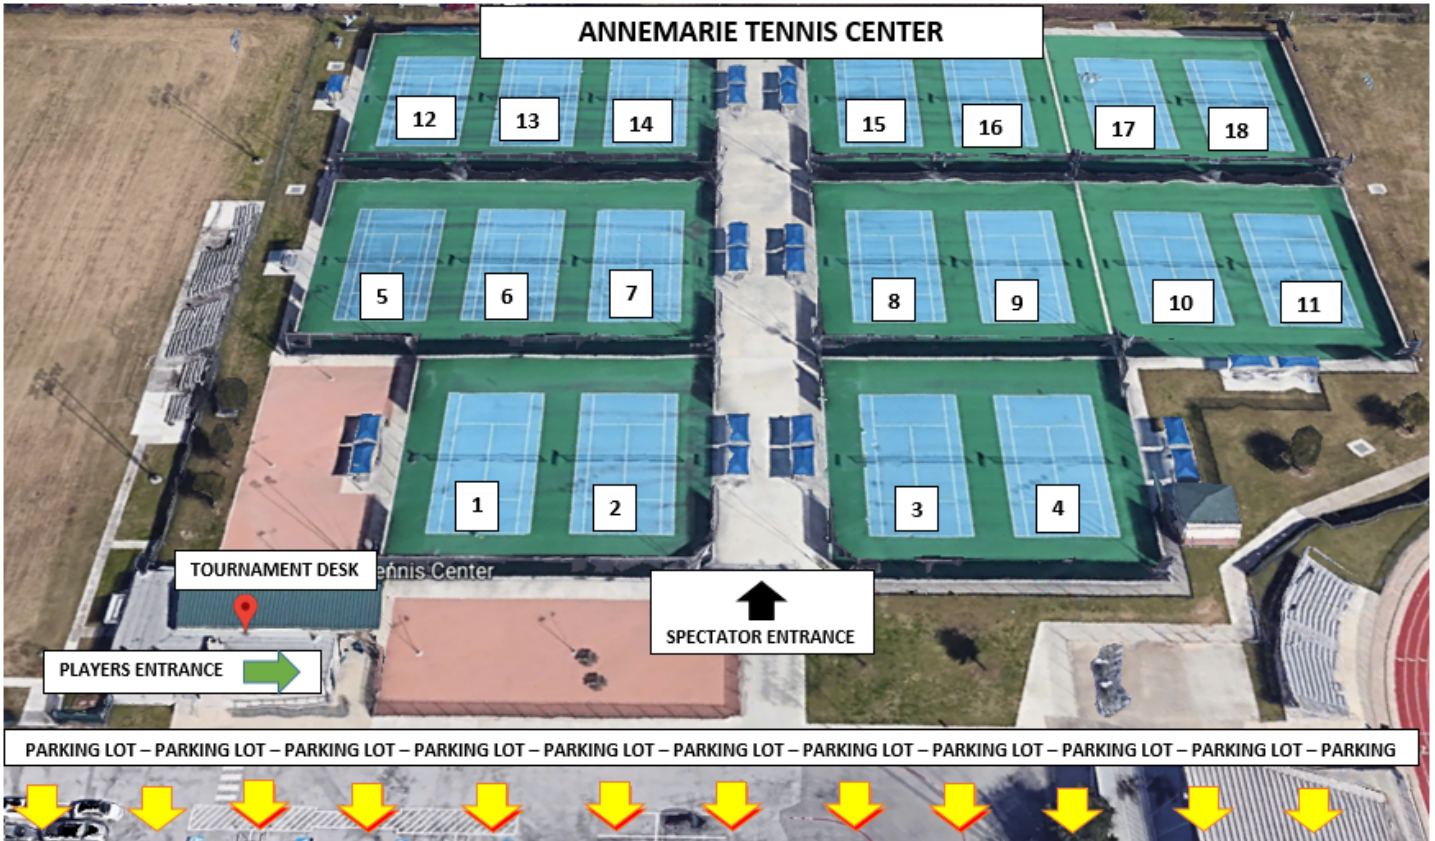 ANNEMARIE TENNIS CENTER
12 13 14 15 16 17 18
5 6 7 8 9 10 11
1 2 3 4
TOURNAMENT DESK
Tennis Center
SPECTATOR ENTRANCE
PLAYERS ENTRANCE
PARKING LOT – PARKING LOT – PARKING LOT – PARKING LOT – PARKING LOT – PARKING LOT – PARKING LOT – PARKING LOT – PARKING LOT – PARKING LOT – PARKING